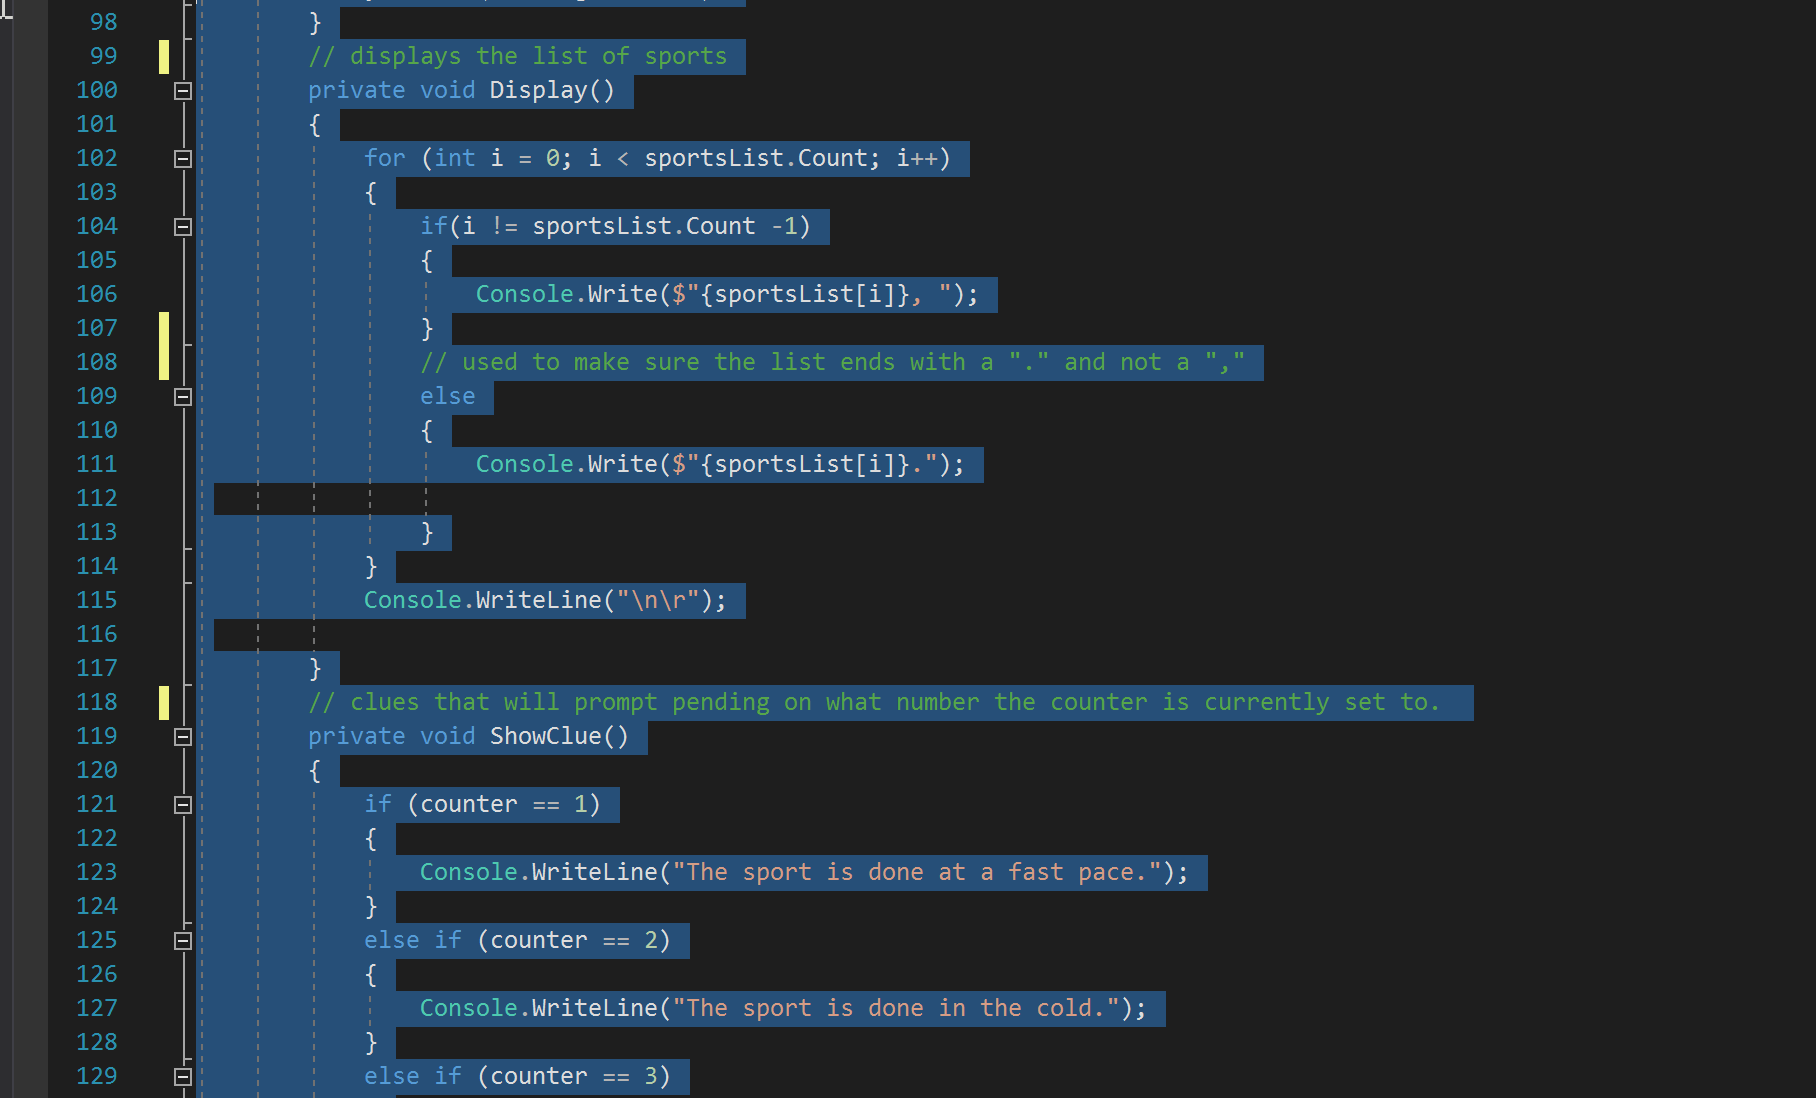 98 }
99 // displays the list of sports
100 private void Display()
101 {
102 for (int i = 0; i < sportsList.Count; i++)
103 {
104 if(i != sportsList.Count -1)
105 {
106 Console.Write($"{sportsList[i]}, ");
107 }
108 // used to make sure the list ends with a "." and not a ","
109 else
110 {
111 Console.Write($"{sportsList[i]}.");
112
113 }
114 }
115 Console.WriteLine("\n\r");
116
117 }
118 // clues that will prompt pending on what number the counter is currently set to.
119 private void ShowClue()
120 {
121 if (counter == 1)
122 {
123 Console.WriteLine("The sport is done at a fast pace.");
124 }
125 else if (counter == 2)
126 {
127 Console.WriteLine("The sport is done in the cold.");
128 }
129 else if (counter == 3)